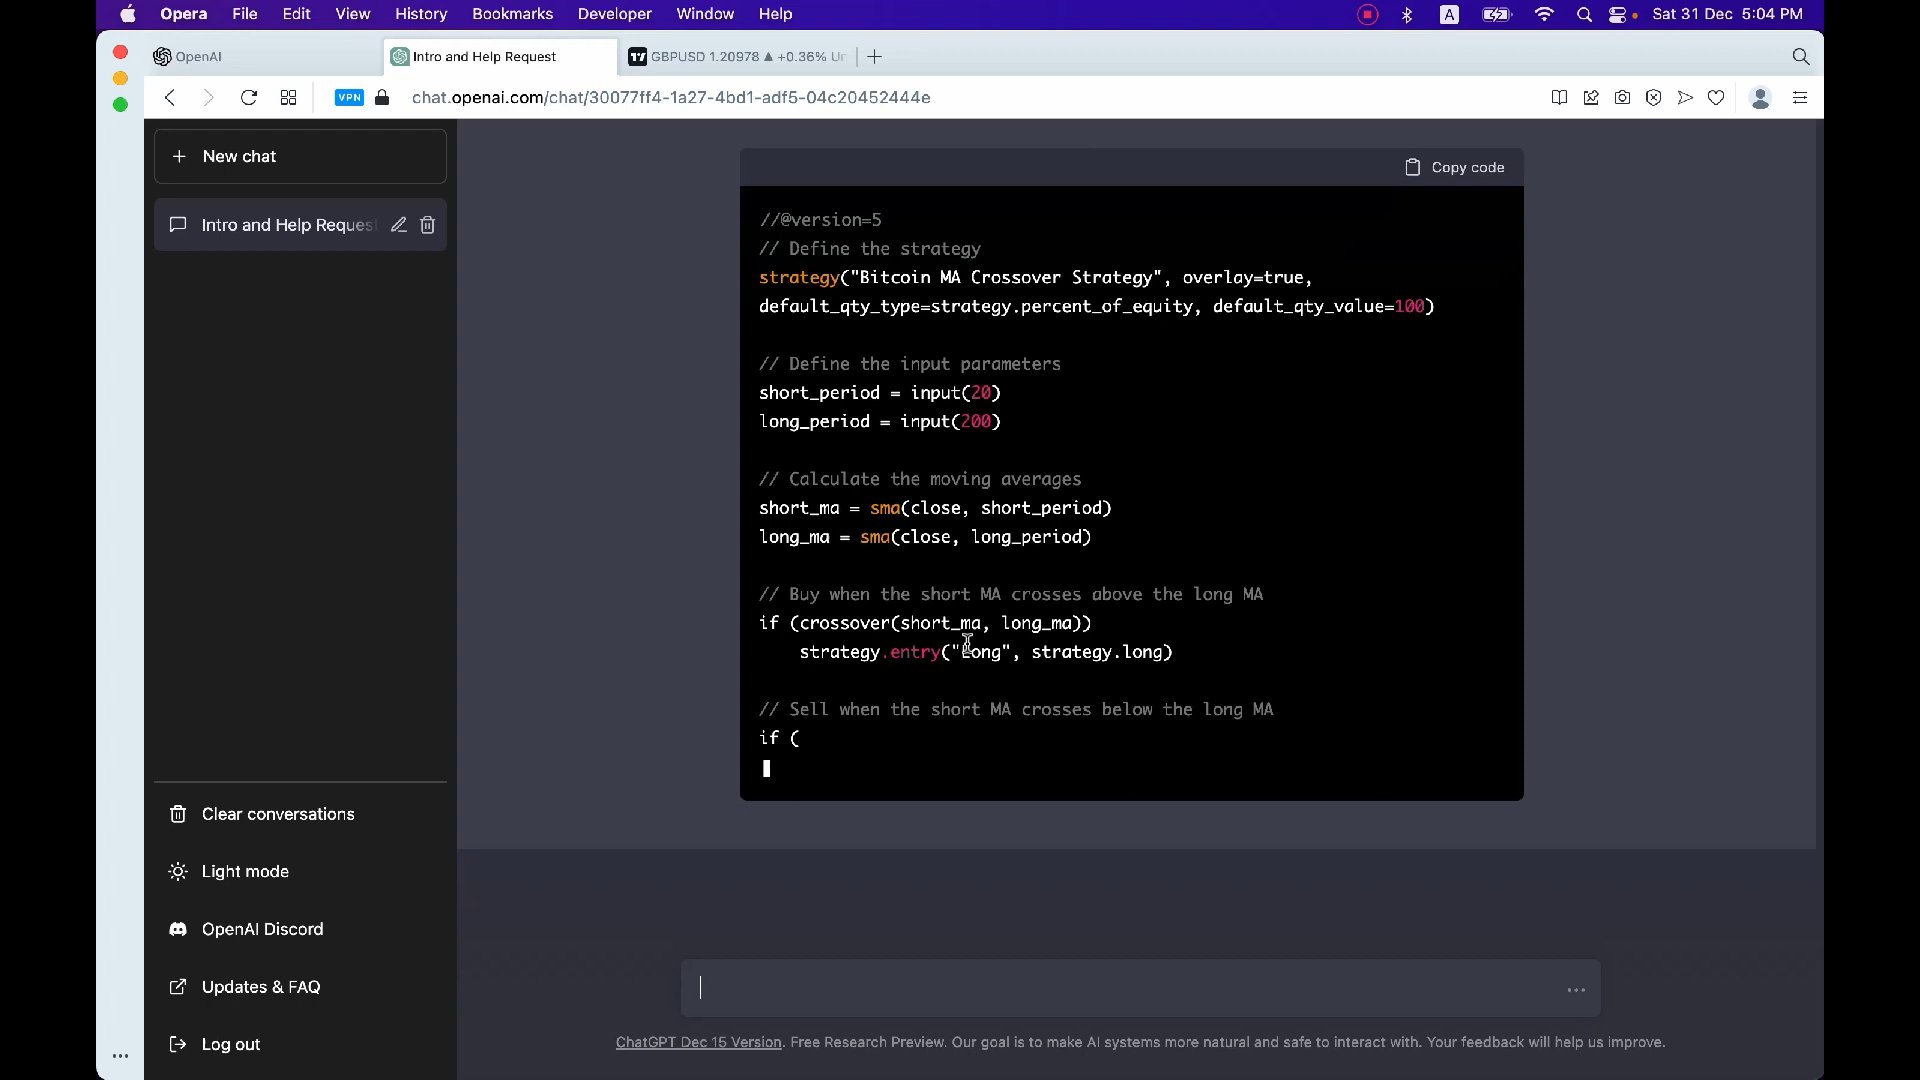 Opera File Edit View History Bookmarks Developer Window Help A Sat 31 Dec 5:04 PM
OpenAI Intro and Help Request GBPUSD 1.20978 ▲ +0.36% Un
VPN chat.openai.com/chat/30077ff4-1a27-4bd1-adf5-04c20452444e
New chat
Intro and Help Request
Clear conversations
Light mode
OpenAI Discord
Updates & FAQ
Log out
Copy code
//@version=5
// Define the strategy
strategy("Bitcoin MA Crossover Strategy", overlay=true,
default_qty_type=strategy.percent_of_equity, default_qty_value=100)
// Define the input parameters
short_period = input(20)
long_period = input(200)
// Calculate the moving averages
short_ma = sma(close, short_period)
long_ma = sma(close, long_period)
// Buy when the short MA crosses above the long MA
if (crossover(short_ma, long_ma))
strategy.entry("Long", strategy.long)
// Sell when the short MA crosses below the long MA
if (
ChatGPT Dec 15 Version. Free Research Preview. Our goal is to make AI systems more natural and safe to interact with. Your feedback will help us improve.